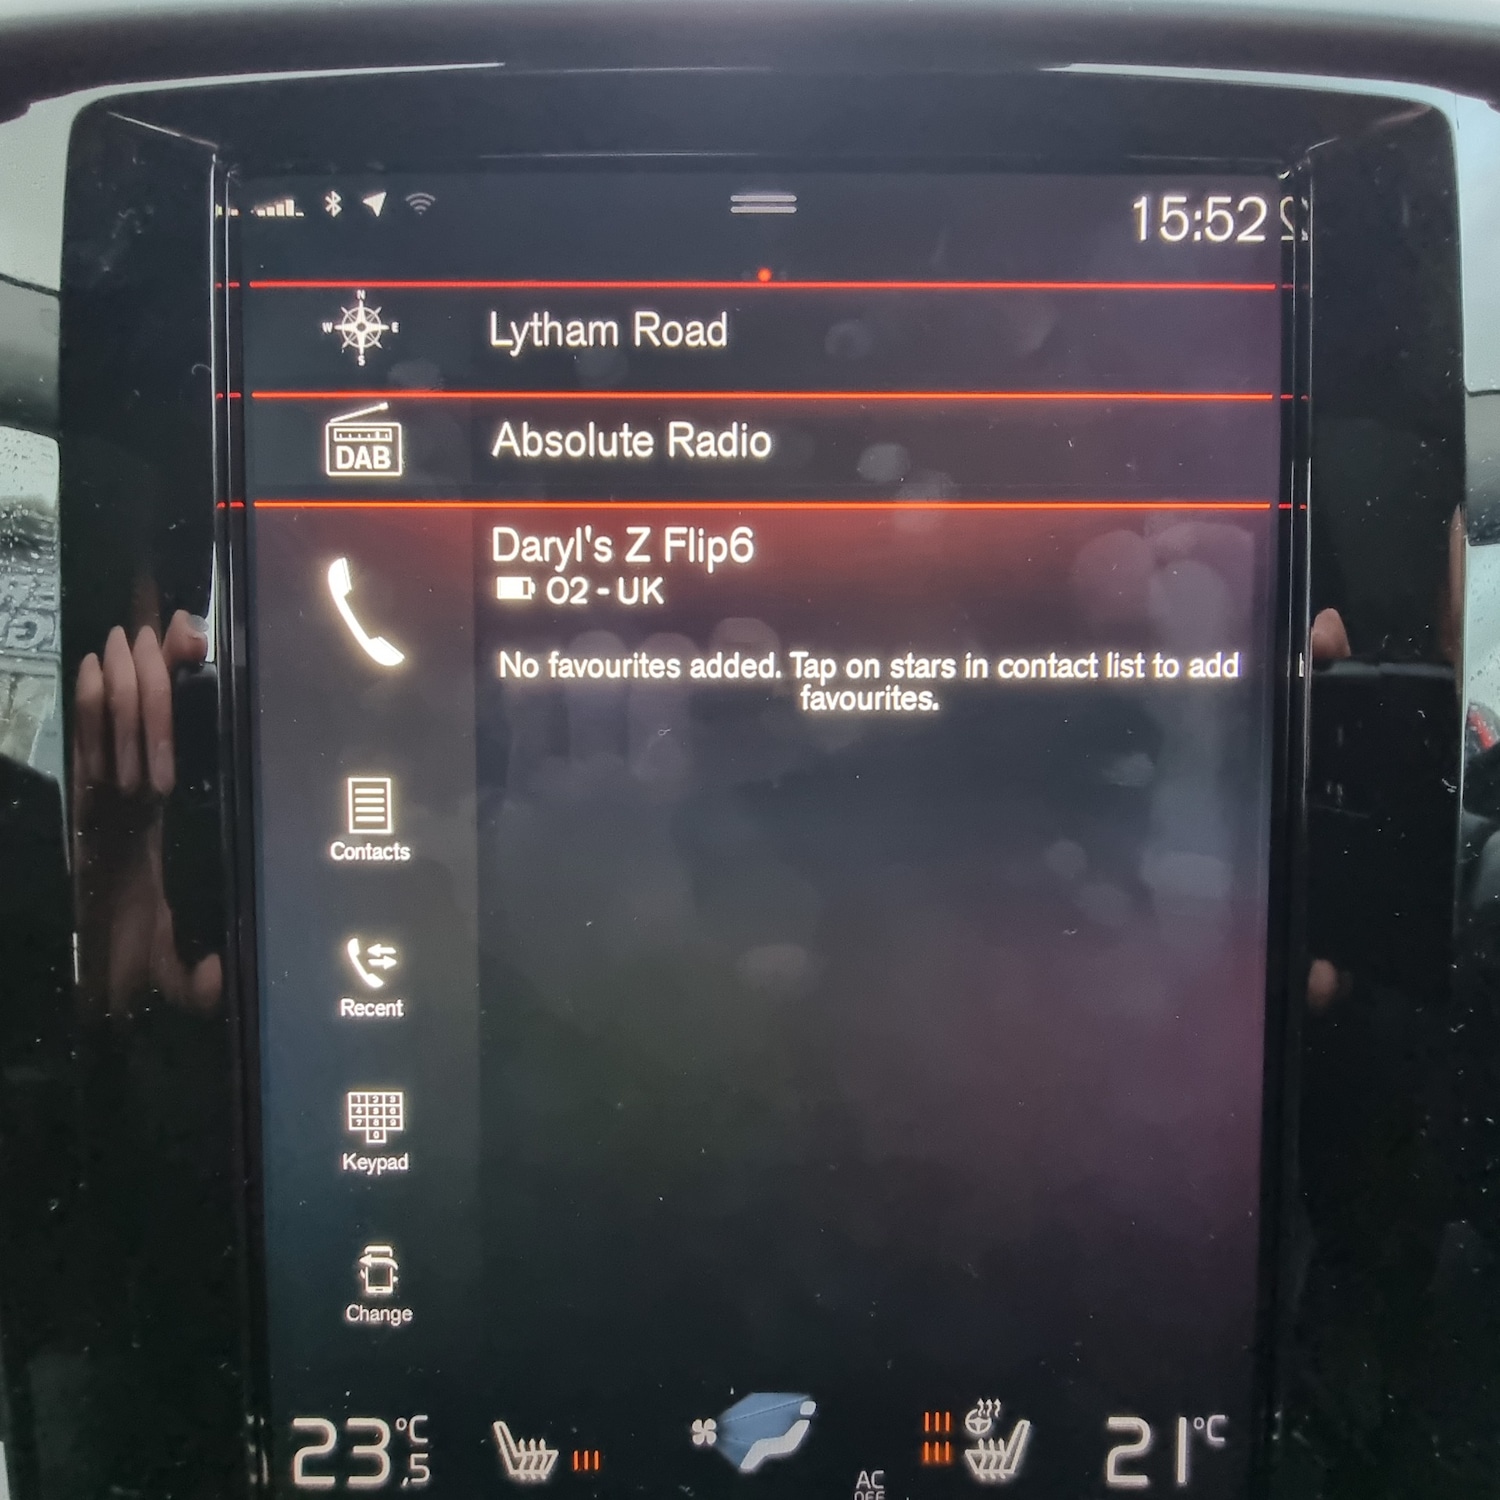 15:52
N
W E
S
Lytham Road
DAB
Absolute Radio
Daryl's Z Flip6
O2 - UK
No favourites added. Tap on stars in contact list to add
favourites.
Contacts
Recent
Keypad
Change
23,5 °C
21 °C
AC
OFF